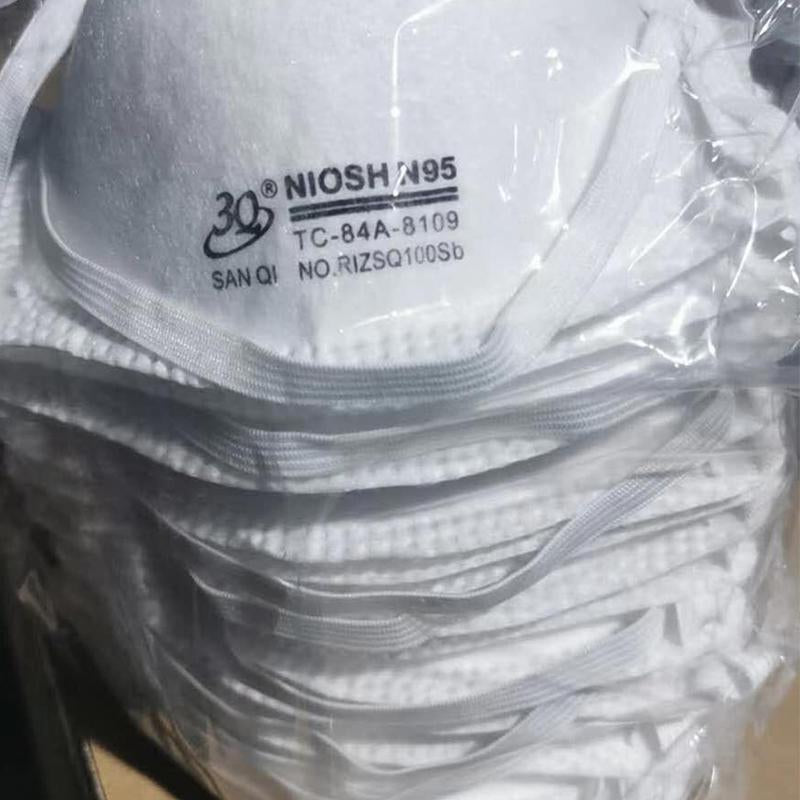 3Q® NIOSH N95
TC-84A-8109
SAN QI NO.RIZSQ100Sb